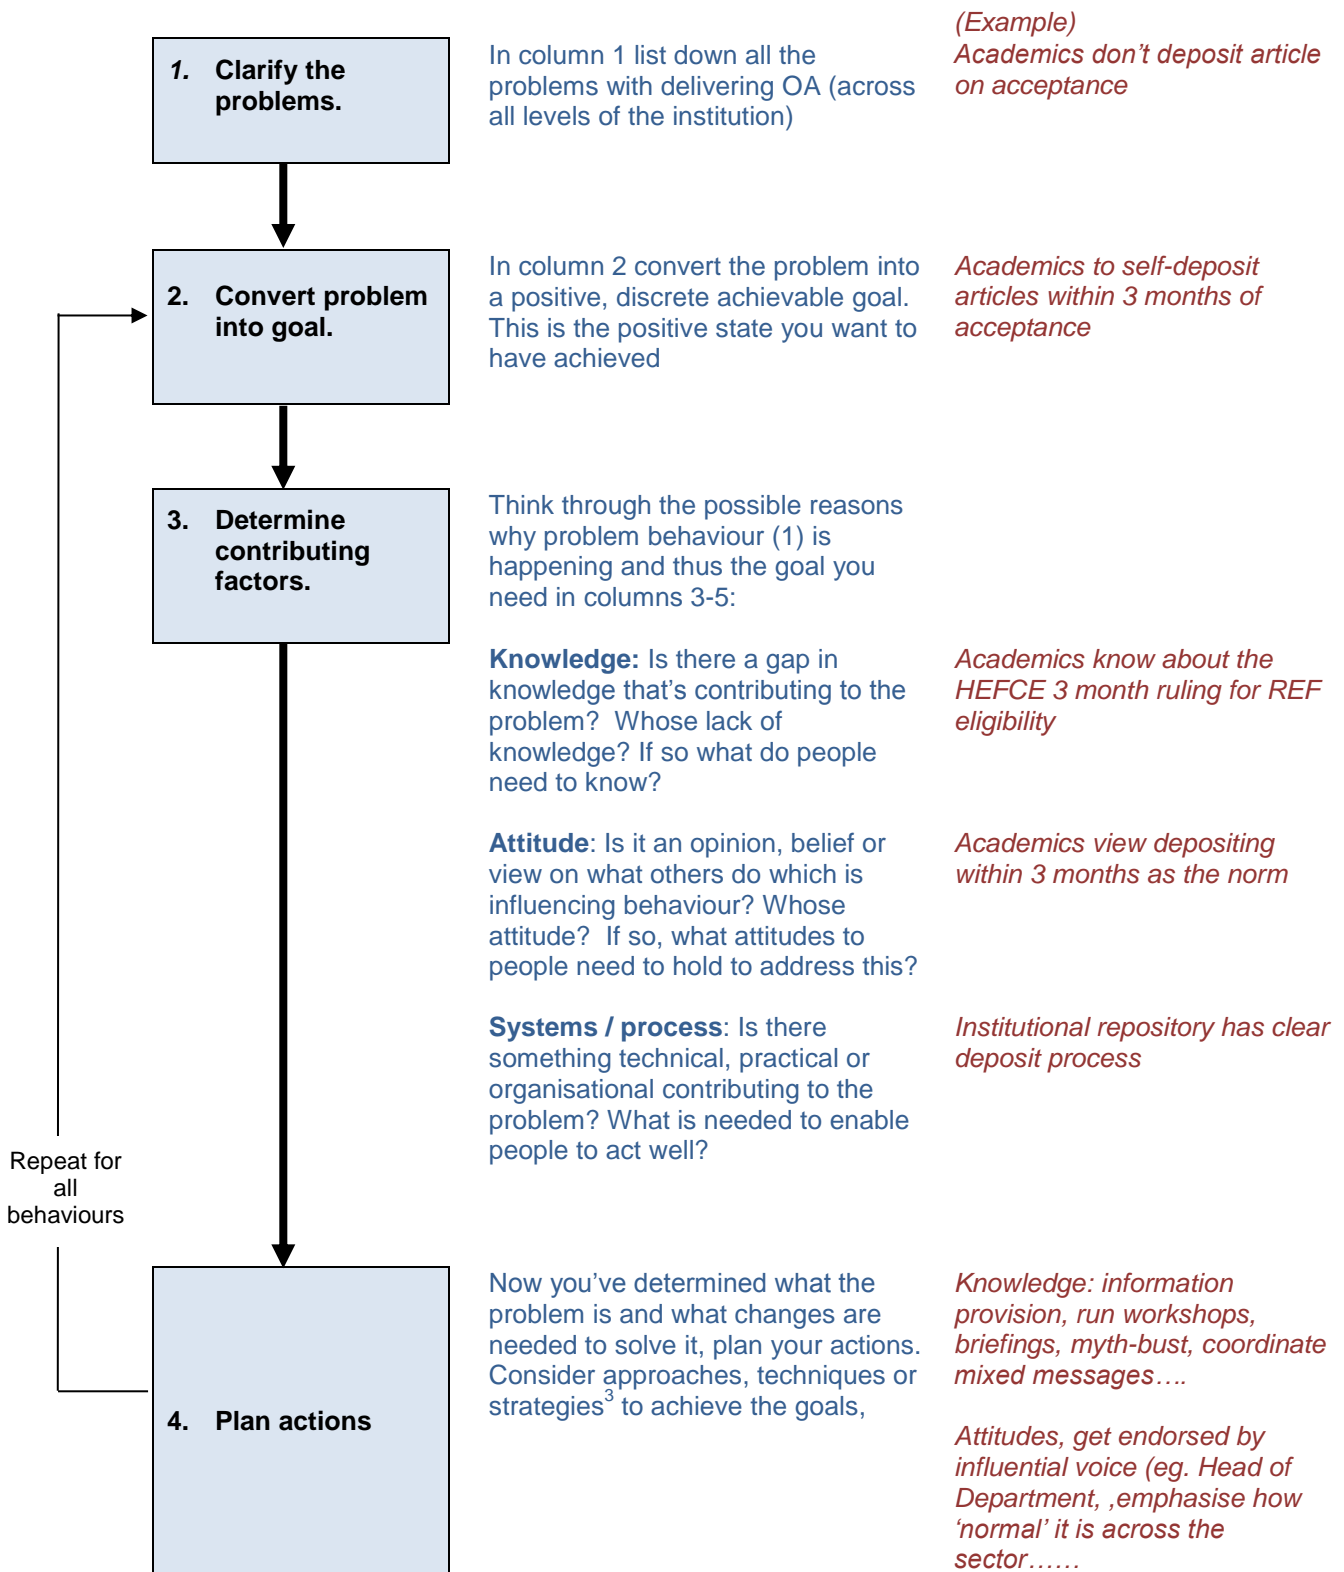 (Example)
1. Clarify the
problems.
In column 1 list down all the
problems with delivering OA (across
all levels of the institution)
Academics don’t deposit article
on acceptance
2. Convert problem
into goal.
In column 2 convert the problem into
a positive, discrete achievable goal.
This is the positive state you want to
have achieved
Academics to self-deposit
articles within 3 months of
acceptance
3. Determine
contributing
factors.
Think through the possible reasons
why problem behaviour (1) is
happening and thus the goal you
need in columns 3-5:
Knowledge: Is there a gap in
knowledge that’s contributing to the
problem? Whose lack of
knowledge? If so what do people
need to know?
Academics know about the
HEFCE 3 month ruling for REF
eligibility
Attitude: Is it an opinion, belief or
view on what others do which is
influencing behaviour? Whose
attitude? If so, what attitudes to
people need to hold to address this?
Academics view depositing
within 3 months as the norm
Systems / process: Is there
something technical, practical or
organisational contributing to the
problem? What is needed to enable
people to act well?
Institutional repository has clear
deposit process
Repeat for
all
behaviours
4. Plan actions
Now you’ve determined what the
problem is and what changes are
needed to solve it, plan your actions.
Consider approaches, techniques or
strategies³ to achieve the goals,
Knowledge: information
provision, run workshops,
briefings, myth-bust, coordinate
mixed messages….
Attitudes, get endorsed by
influential voice (eg. Head of
Department, ,emphasise how
‘normal’ it is across the
sector……